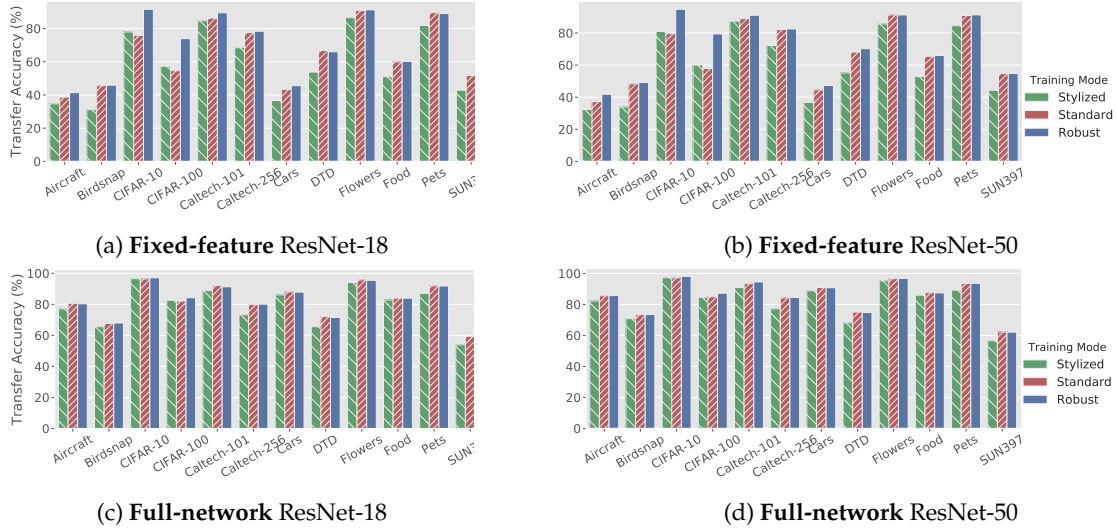 Transfer Accuracy (%)
80
60
40
20
0
Aircraft
Birdsnap
CIFAR-10
CIFAR-100
Caltech-101
Caltech-256
Cars
DTD
Flowers
Food
Pets
SUN3
(a) Fixed-feature ResNet-18
80
60
40
20
0
Aircraft
Birdsnap
CIFAR-10
CIFAR-100
Caltech-101
Caltech-256
Cars
DTD
Flowers
Food
Pets
SUN397
Training Mode
Stylized
Standard
Robust
(b) Fixed-feature ResNet-50
Transfer Accuracy (%)
100
80
60
40
20
0
Aircraft
Birdsnap
CIFAR-10
CIFAR-100
Caltech-101
Caltech-256
Cars
DTD
Flowers
Food
Pets
SUN
(c) Full-network ResNet-18
100
80
60
40
20
0
Aircraft
Birdsnap
CIFAR-10
CIFAR-100
Caltech-101
Caltech-256
Cars
DTD
Flowers
Food
Pets
SUN397
Training Mode
Stylized
Standard
Robust
(d) Full-network ResNet-50